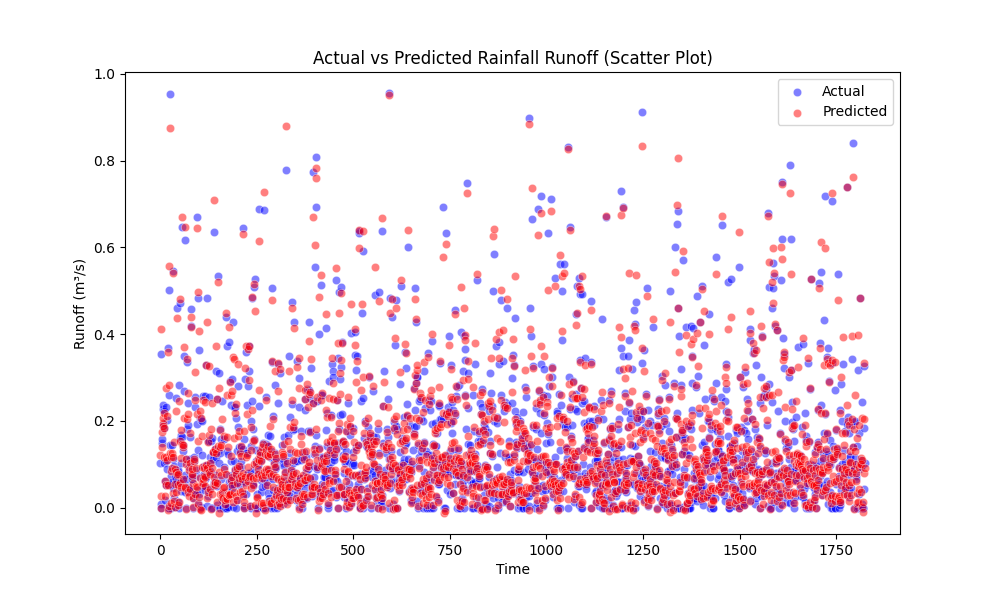 Actual vs Predicted Rainfall Runoff (Scatter Plot)
Actual
Predicted
Runoff (m³/s)
1.0
0.8
0.6
0.4
0.2
0.0
0 250 500 750 1000 1250 1500 1750
Time